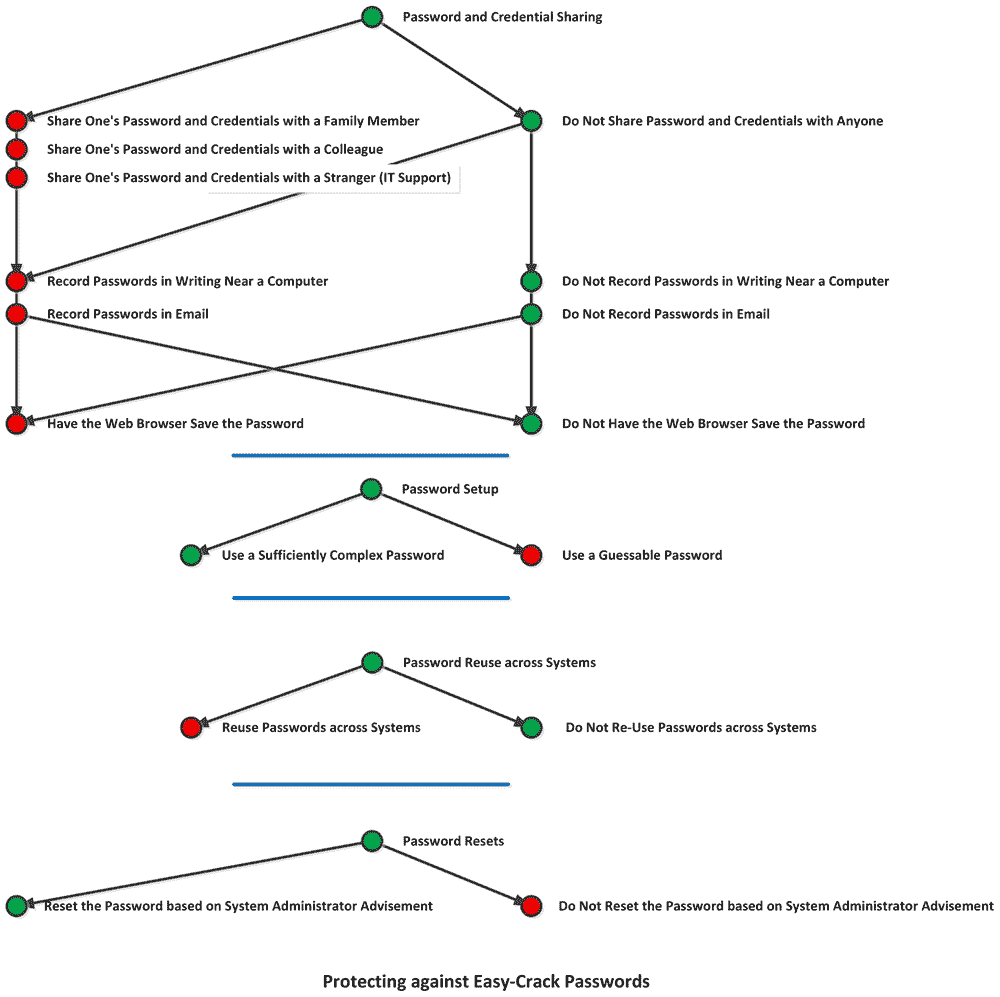 Password and Credential Sharing
Share One's Password and Credentials with a Family Member
Do Not Share Password and Credentials with Anyone
Share One's Password and Credentials with a Colleague
Share One's Password and Credentials with a Stranger (IT Support)
Record Passwords in Writing Near a Computer
Do Not Record Passwords in Writing Near a Computer
Record Passwords in Email
Do Not Record Passwords in Email
Have the Web Browser Save the Password
Do Not Have the Web Browser Save the Password
Password Setup
Use a Sufficiently Complex Password
Use a Guessable Password
Password Reuse across Systems
Reuse Passwords across Systems
Do Not Re-Use Passwords across Systems
Password Resets
Reset the Password based on System Administrator Advisement
Do Not Reset the Password based on System Administrator Advisement
Protecting against Easy-Crack Passwords